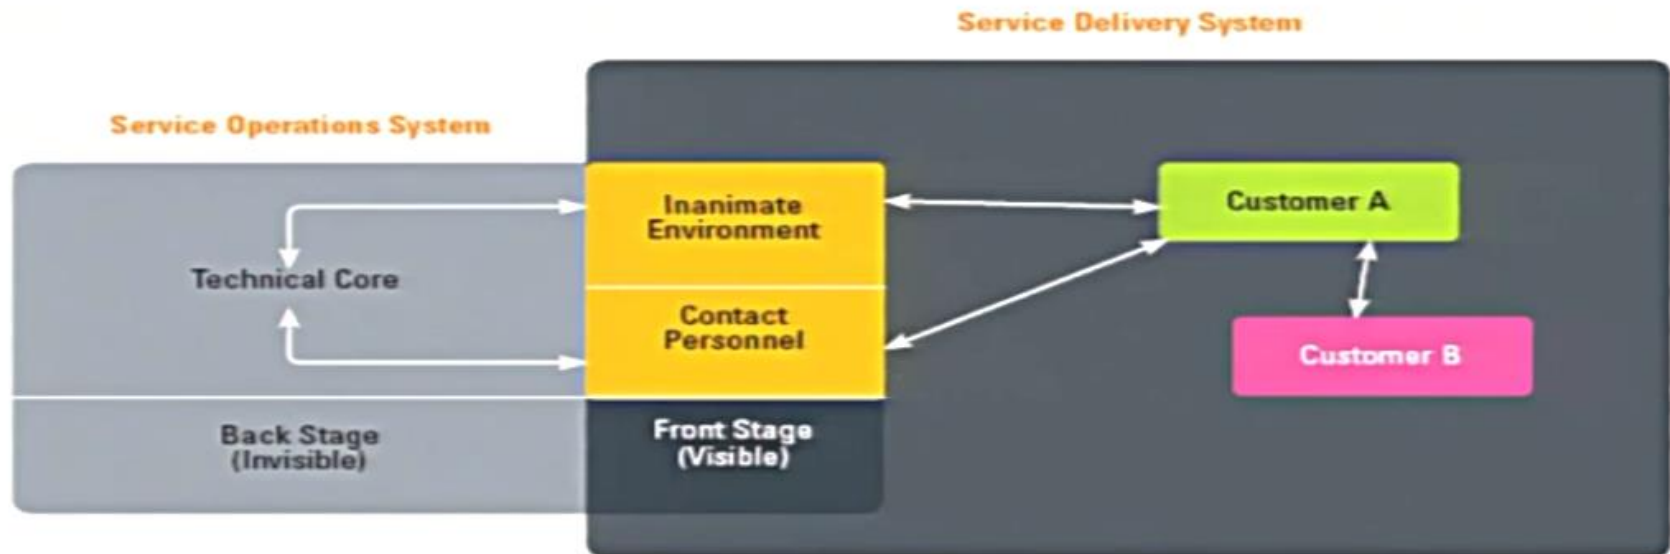 Service Delivery System
Service Operations System
Inanimate
Environment
Customer A
Technical Core
Contact
Personnel
Customer B
Back Stage
(Invisible)
Front Stage
(Visible)